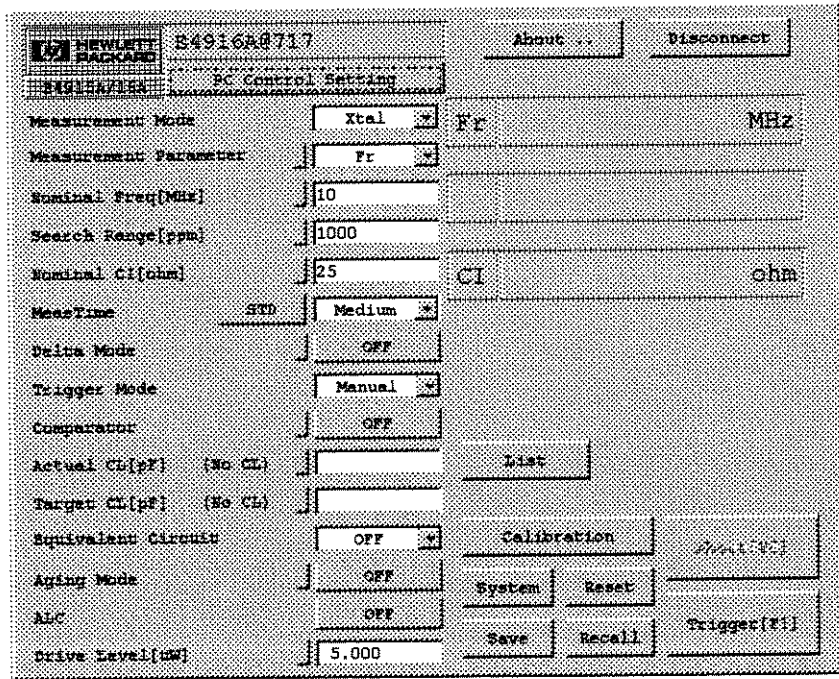 HEWLETT PACKARD
E4916A@717
About ..
Disconnect
E4915A/16A
PC Control Setting
Measurement Mode
Xtal
Fr
MHz
Measurement Parameter
Fr
Nominal Freq[MHz]
10
Search Range[ppm]
1000
Nominal CI[ohm]
25
CI
ohm
MeasTime
STD
Medium
Delta Mode
OFF
Trigger Mode
Manual
Comparator
OFF
Actual CL[pF] (No CL)
List
Target CL[pF] (No CL)
Equivalent Circuit
OFF
Calibration
Aging Mode
OFF
System
Reset
ALC
OFF
Save
Recall
Trigger[F1]
Drive Level[uW]
5.000